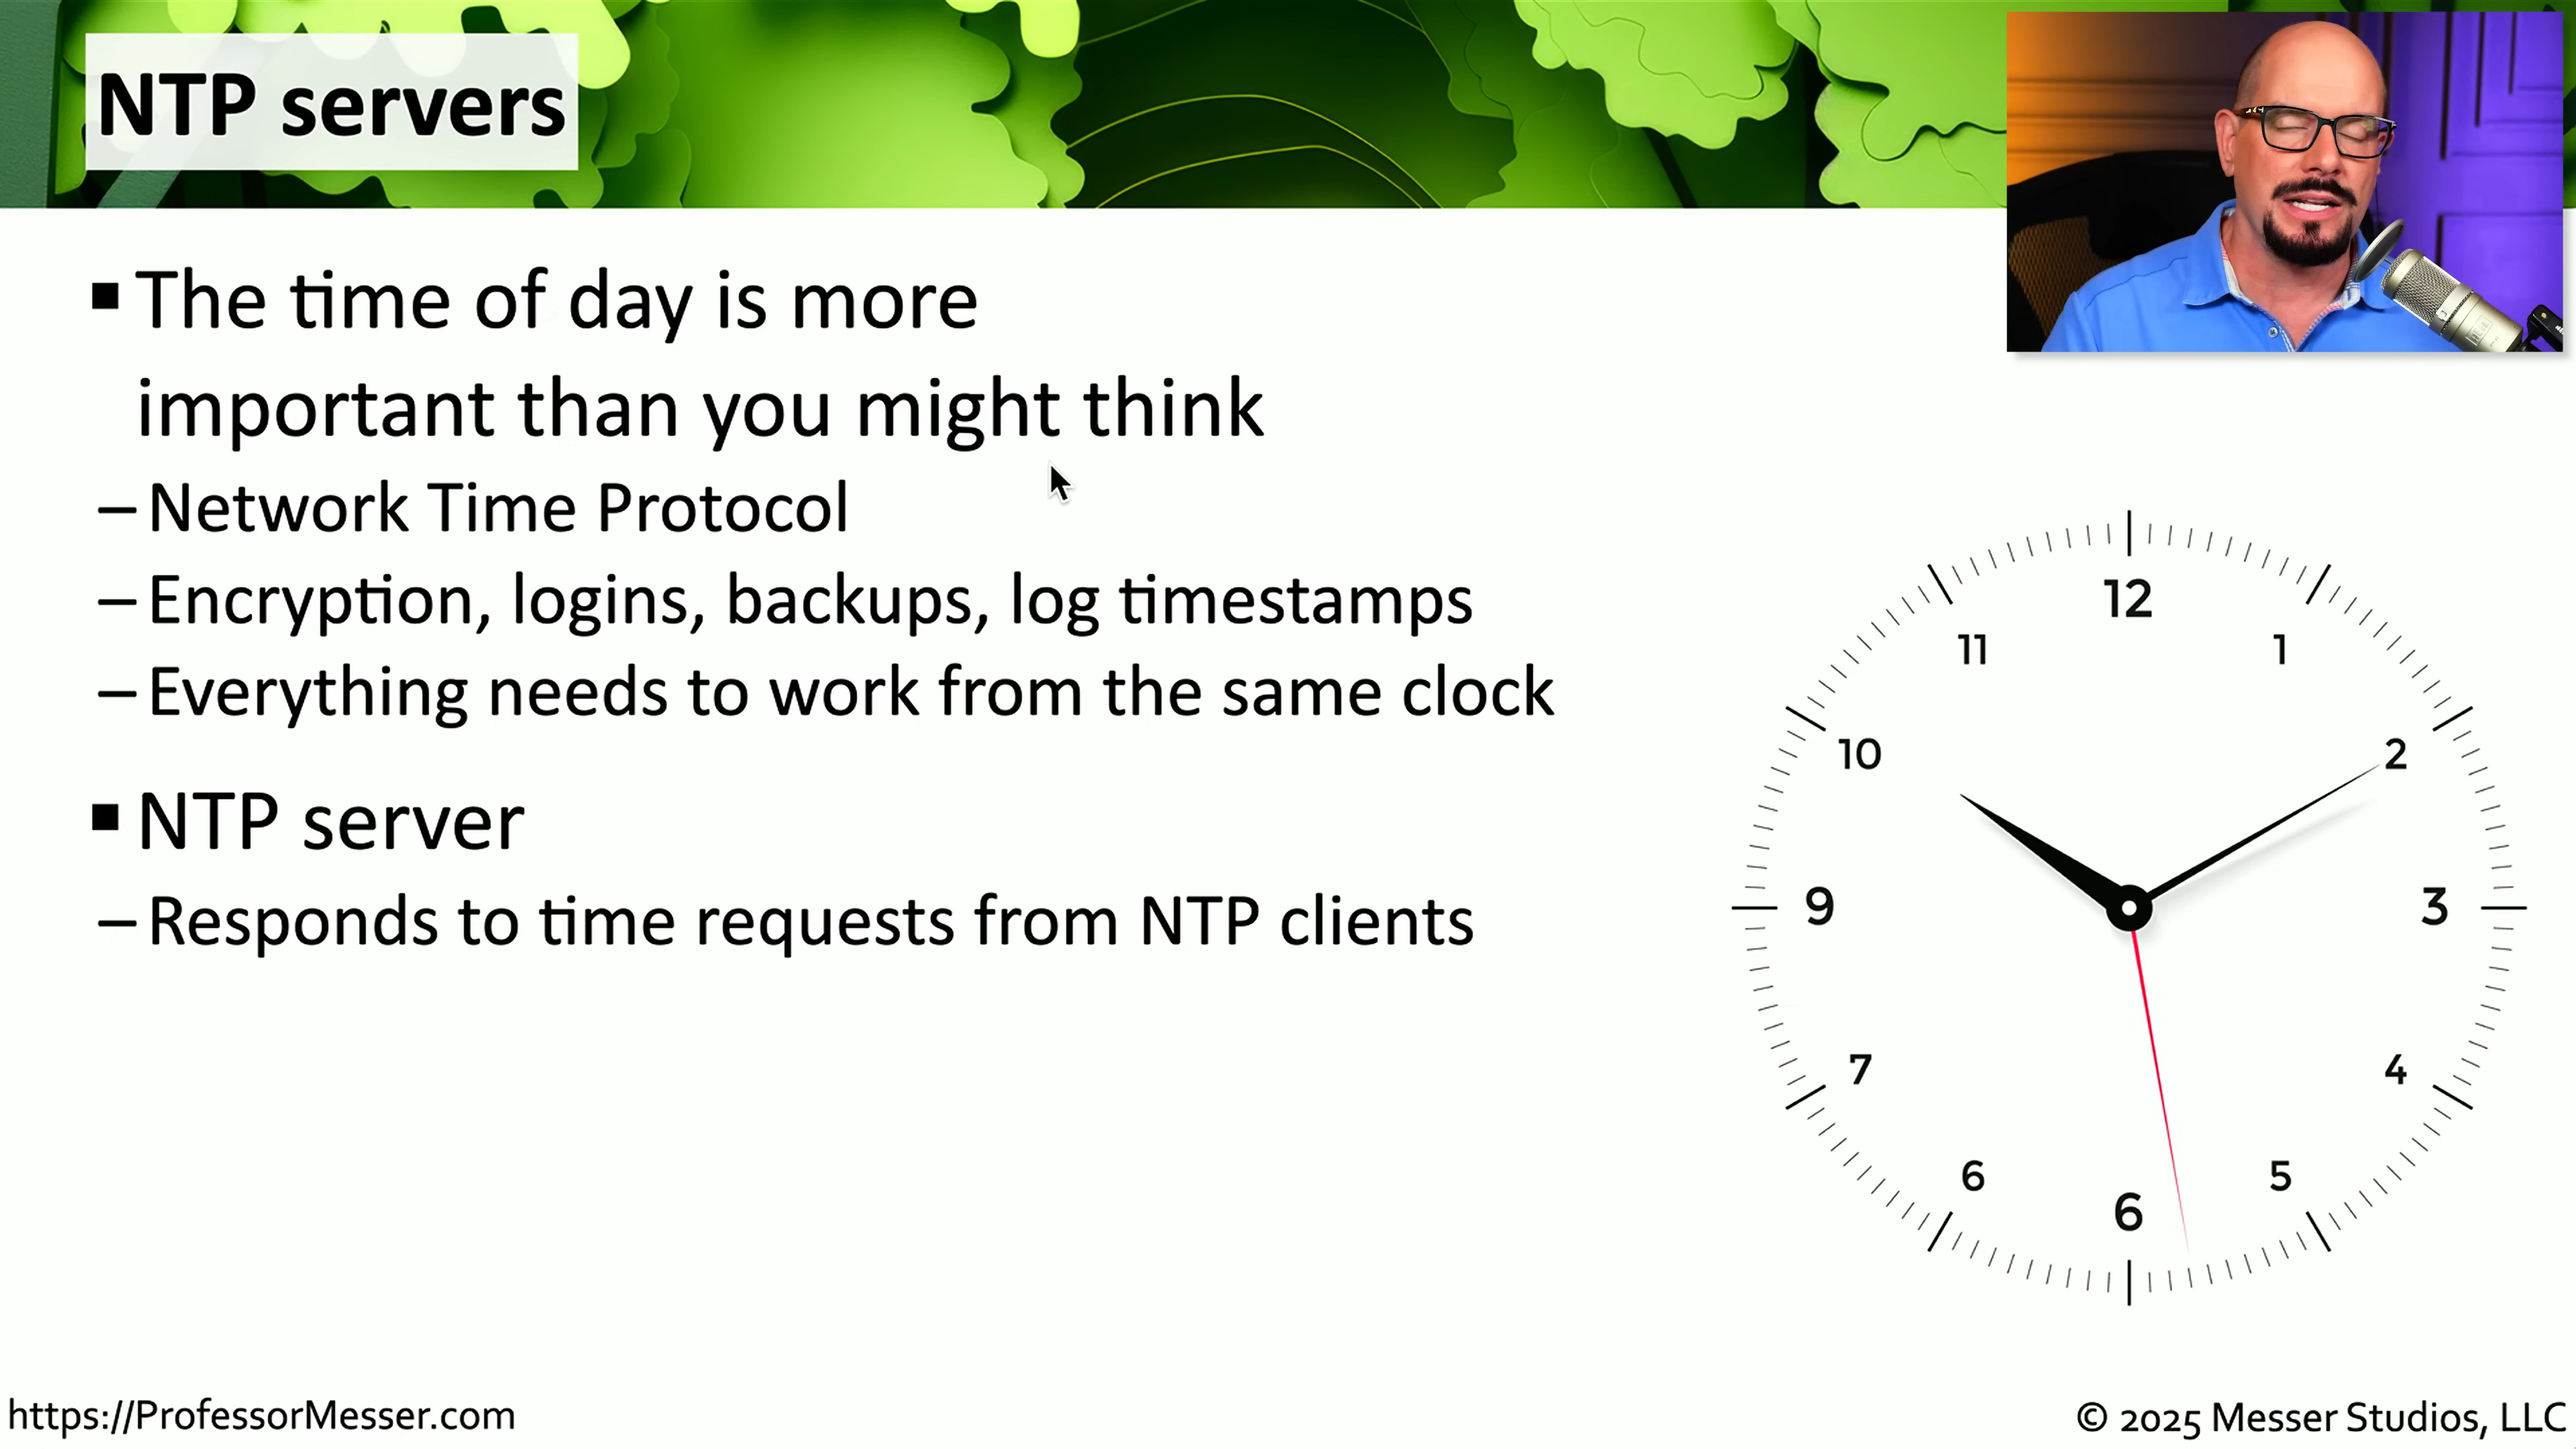 NTP servers
▪ The time of day is more
important than you might think
– Network Time Protocol
– Encryption, logins, backups, log timestamps
– Everything needs to work from the same clock
▪ NTP server
– Responds to time requests from NTP clients
12
11
1
10
2
9
3
7
4
6
5
6
https://ProfessorMesser.com
© 2025 Messer Studios, LLC